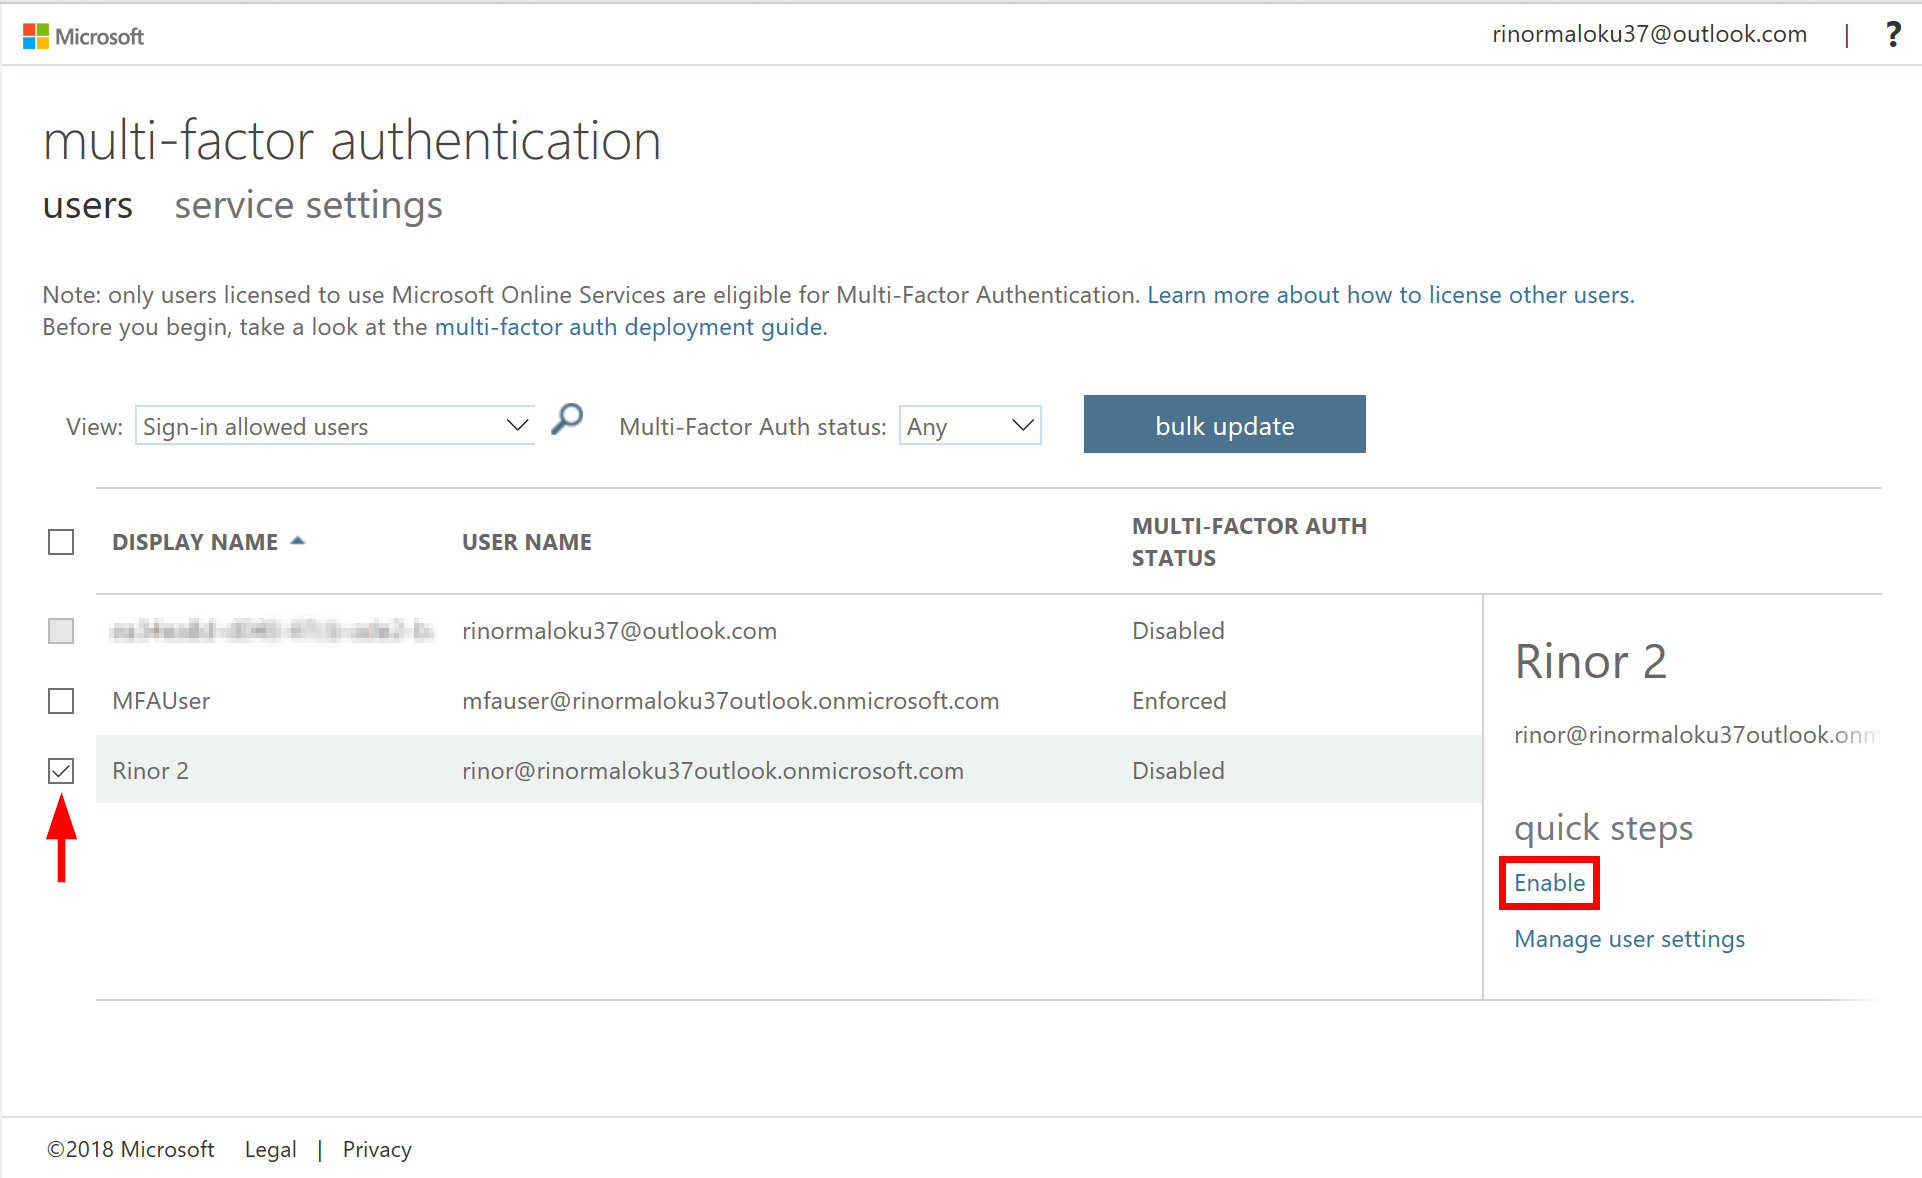 Microsoft
rinormaloku37@outlook.com | ?
multi-factor authentication
users service settings
Note: only users licensed to use Microsoft Online Services are eligible for Multi-Factor Authentication. Learn more about how to license other users.
Before you begin, take a look at the multi-factor auth deployment guide.
View: Sign-in allowed users Multi-Factor Auth status: Any bulk update
DISPLAY NAME USER NAME MULTI-FACTOR AUTH
STATUS
rinormaloku37@outlook.com Disabled
MFAUser mfauser@rinormaloku37outlook.onmicrosoft.com Enforced
Rinor 2 rinor@rinormaloku37outlook.onmicrosoft.com Disabled
Rinor 2
rinor@rinormaloku37outlook.onm
quick steps
Enable
Manage user settings
©2018 Microsoft Legal | Privacy